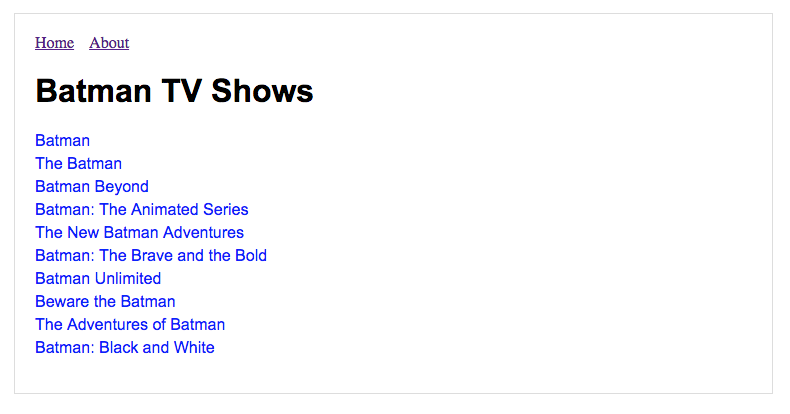 Home About
Batman TV Shows
Batman
The Batman
Batman Beyond
Batman: The Animated Series
The New Batman Adventures
Batman: The Brave and the Bold
Batman Unlimited
Beware the Batman
The Adventures of Batman
Batman: Black and White